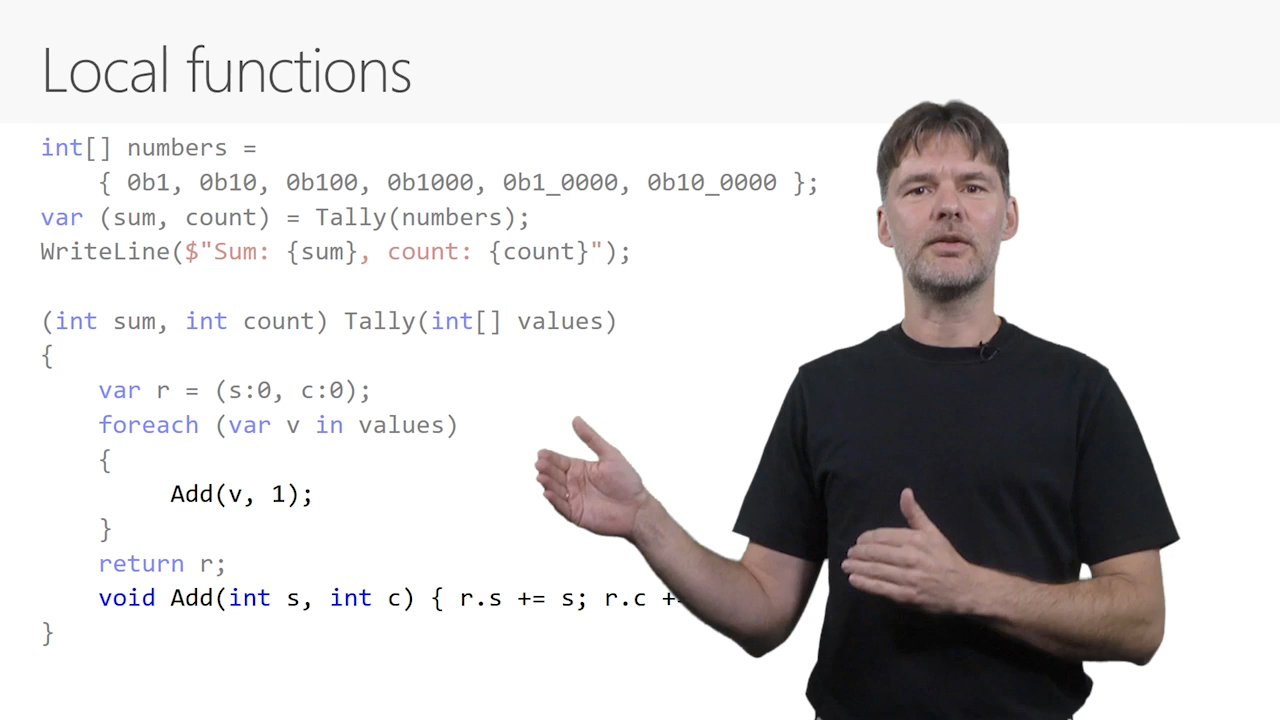 Local functions
int[] numbers =
{ 0b1, 0b10, 0b100, 0b1000, 0b1_0000, 0b10_0000 };
var (sum, count) = Tally(numbers);
WriteLine($"Sum: {sum}, count: {count}");
(int sum, int count) Tally(int[] values)
{
var r = (s:0, c:0);
foreach (var v in values)
{
Add(v, 1);
}
return r;
void Add(int s, int c) { r.s += s; r.c +=
}